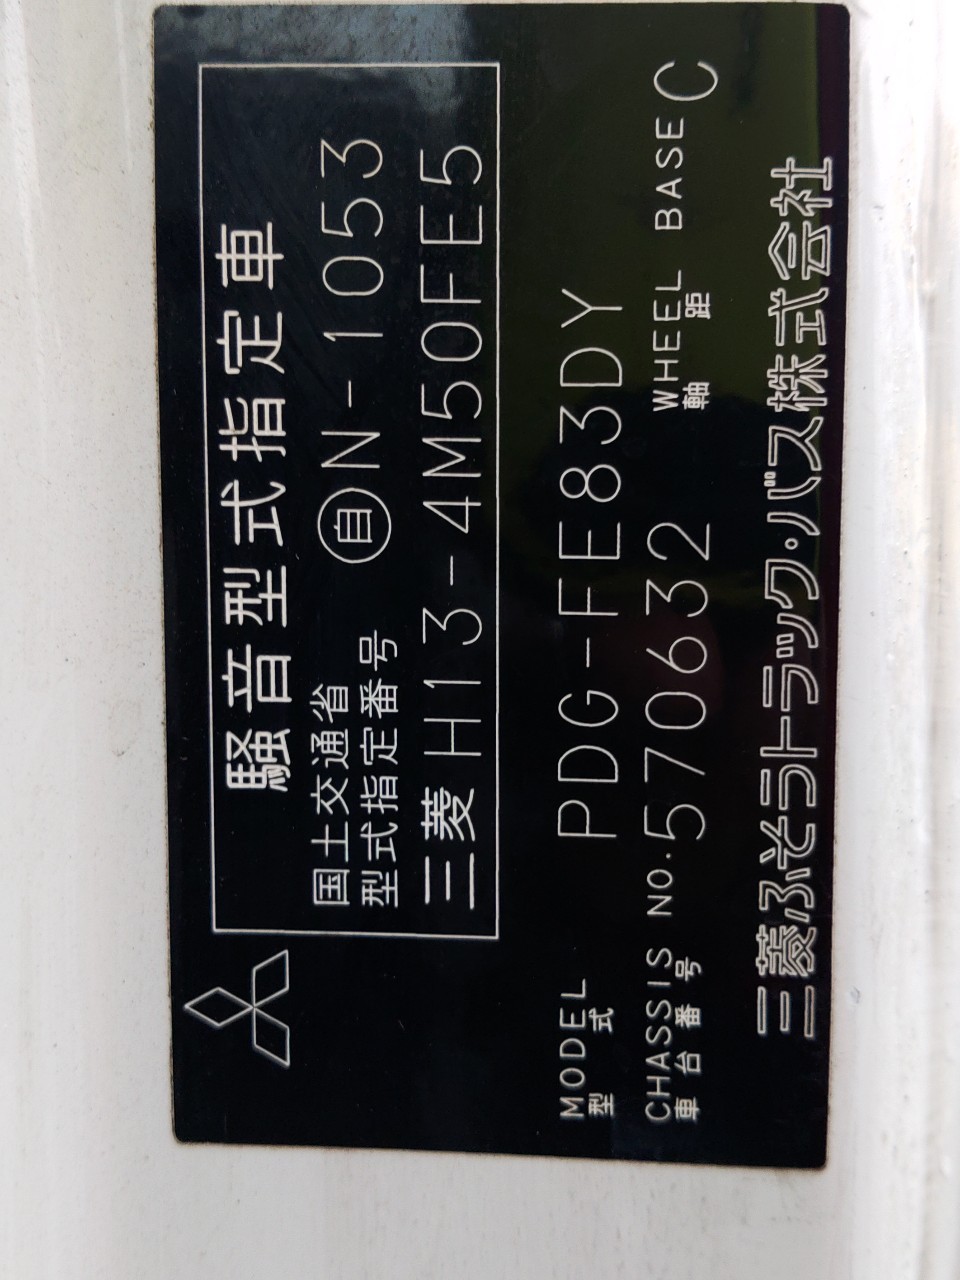 騒音型式指定車
国土交通省
型式指定番号 自N-1053
三菱H13-4M50FE5
MODEL PDG-FE83DY
型式
CHASSIS NO. 570632 WHEEL BASE C
車台番号 軸距
三菱ふそうトラック・バス株式会社